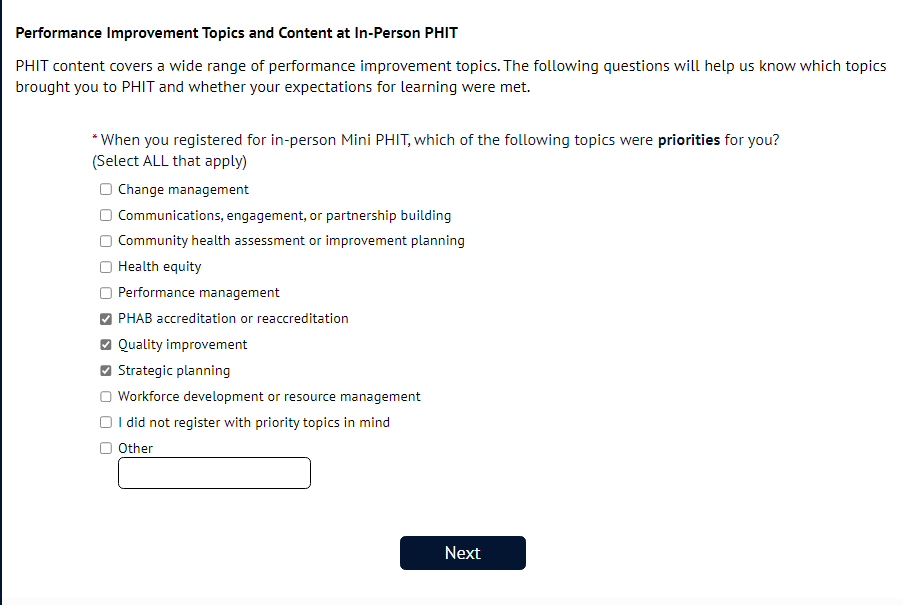 Performance Improvement Topics and Content at In-Person PHIT
PHIT content covers a wide range of performance improvement topics. The following questions will help us know which topics
brought you to PHIT and whether your expectations for learning were met.
* When you registered for in-person Mini PHIT, which of the following topics were priorities for you?
(Select ALL that apply)
Change management
Communications, engagement, or partnership building
Community health assessment or improvement planning
Health equity
Performance management
PHAB accreditation or reaccreditation
Quality improvement
Strategic planning
Workforce development or resource management
I did not register with priority topics in mind
Other
Next